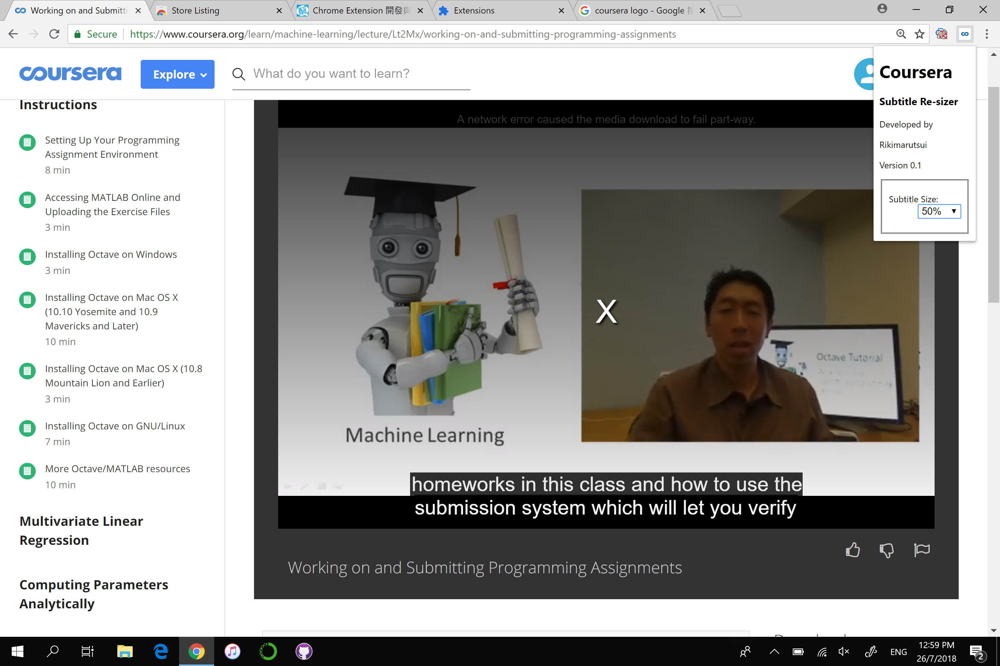 Working on and Submitti
Store Listing
Chrome Extension 開發與
Extensions
coursera logo - Google 搜
Secure
https://www.coursera.org/learn/machine-learning/lecture/Lt2Mx/working-on-and-submitting-programming-assignments
coursera
Explore
What do you want to learn?
Instructions
Setting Up Your Programming
Assignment Environment
8 min
Accessing MATLAB Online and
Uploading the Exercise Files
3 min
Installing Octave on Windows
3 min
Installing Octave on Mac OS X
(10.10 Yosemite and 10.9
Mavericks and Later)
10 min
Installing Octave on Mac OS X (10.8
Mountain Lion and Earlier)
3 min
Installing Octave on GNU/Linux
7 min
More Octave/MATLAB resources
10 min
Multivariate Linear
Regression
Computing Parameters
Analytically
A network error caused the media download to fail part-way.
X
Octave Tutorial
Machine Learning
homeworks in this class and how to use the
submission system which will let you verify
Working on and Submitting Programming Assignments
Coursera
Subtitle Re-sizer
Developed by
Rikimarutsui
Version 0.1
Subtitle Size:
50%
ENG
12:59 PM
26/7/2018
2